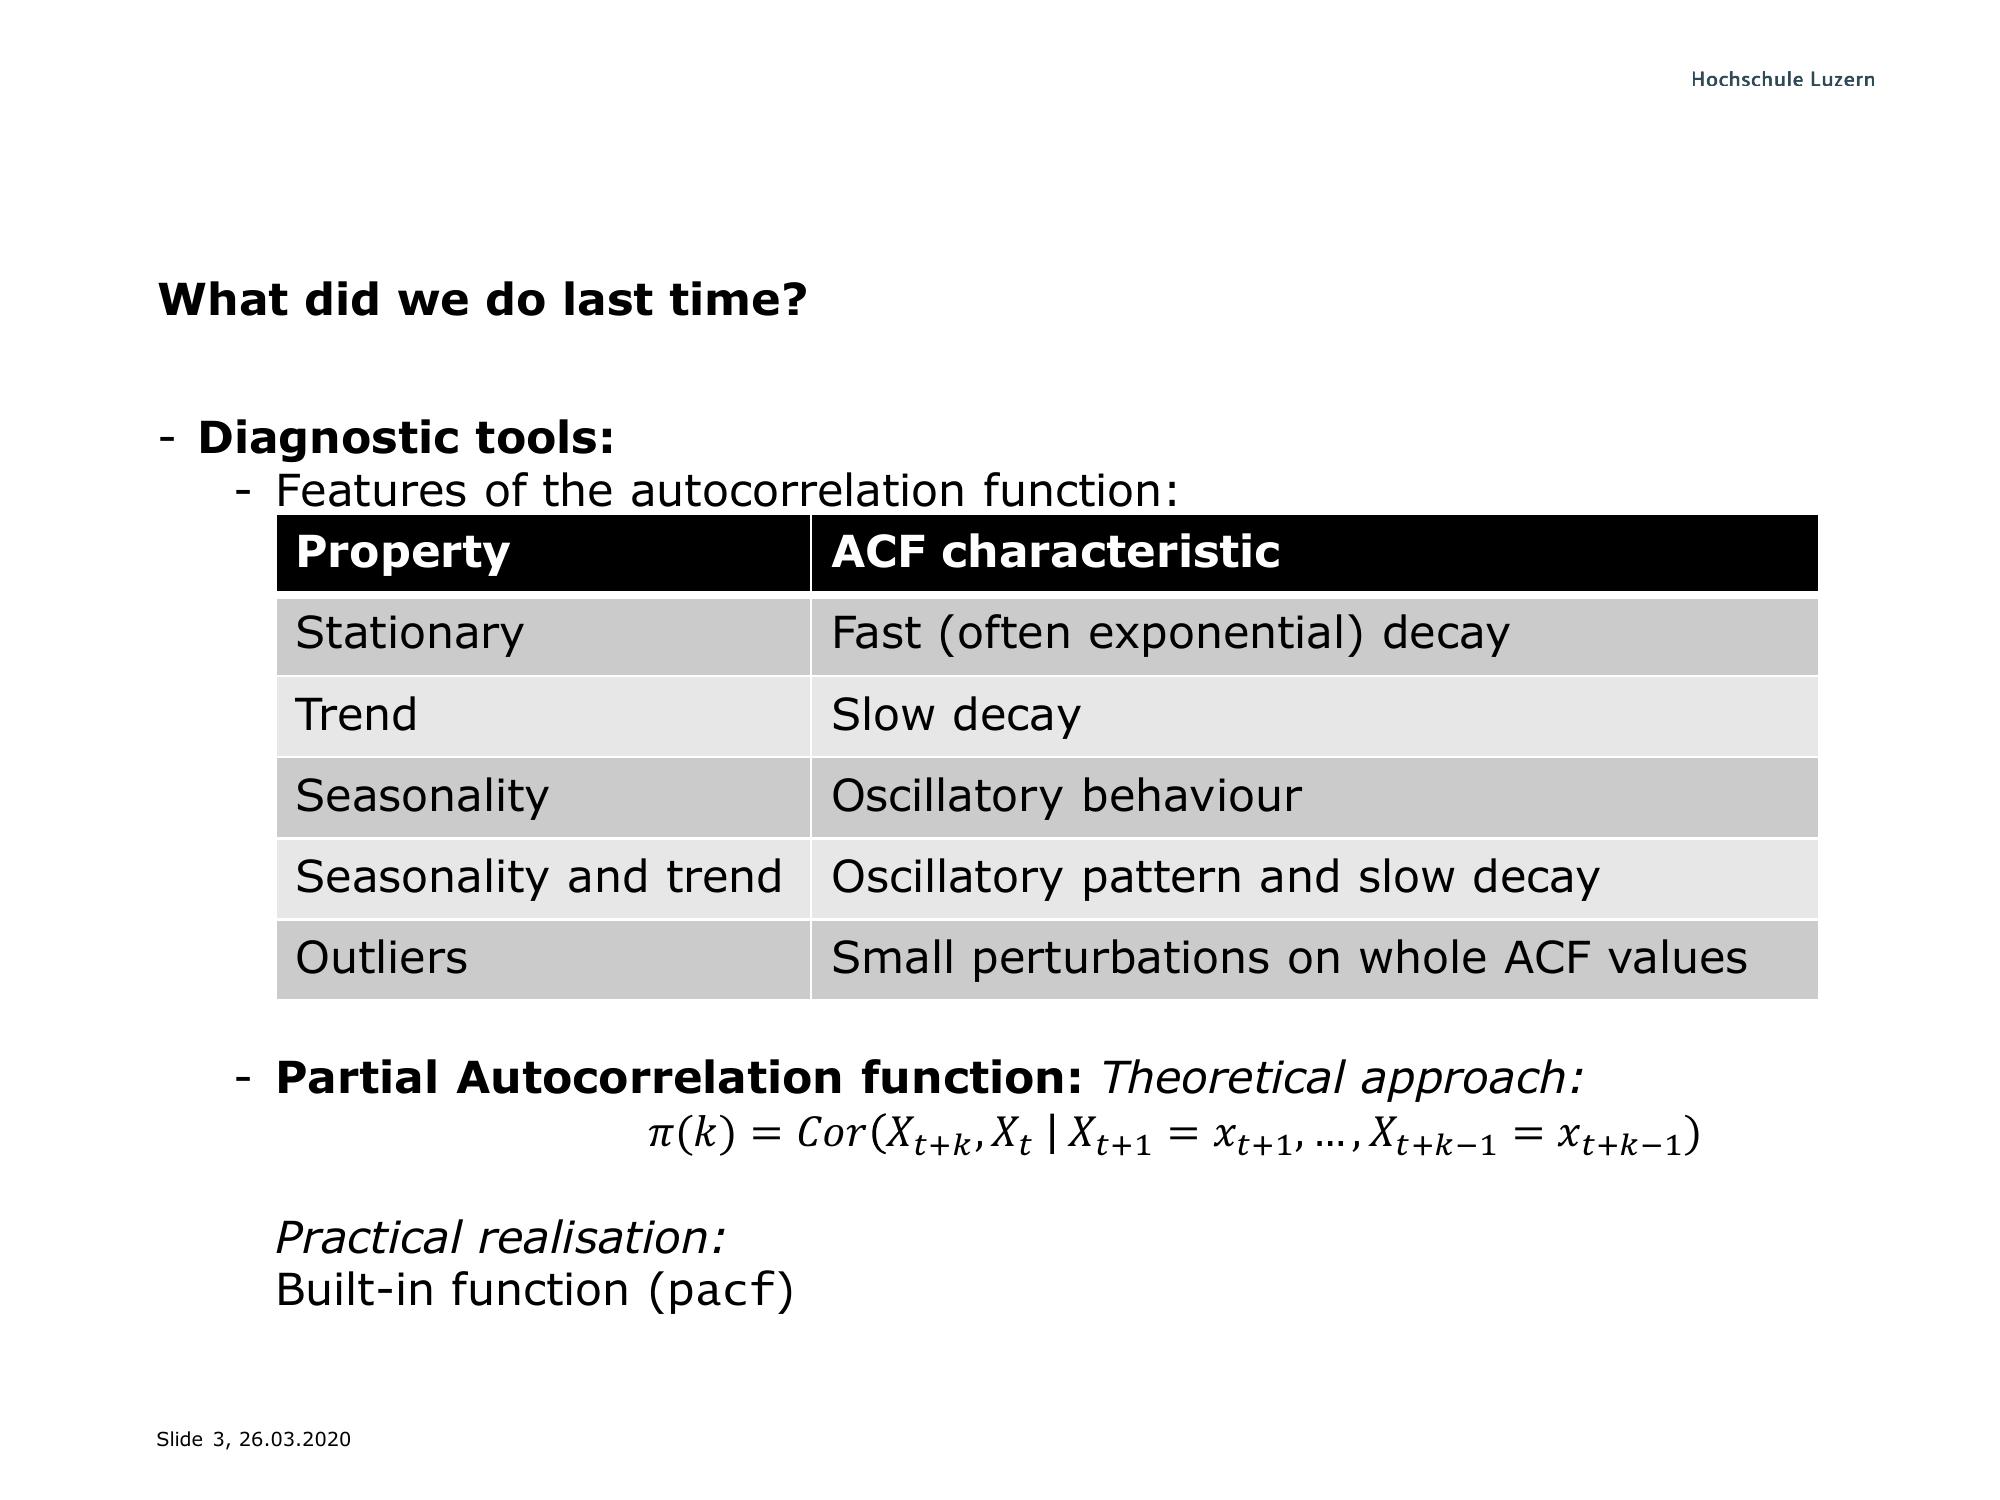 Hochschule Luzern
What did we do last time?
- Diagnostic tools:
- Features of the autocorrelation function:
Property ACF characteristic
Stationary Fast (often exponential) decay
Trend Slow decay
Seasonality Oscillatory behaviour
Seasonality and trend Oscillatory pattern and slow decay
Outliers Small perturbations on whole ACF values
- Partial Autocorrelation function: Theoretical approach:
π(k) = Cor(X_{t+k}, X_t | X_{t+1} = x_{t+1}, … , X_{t+k−1} = x_{t+k−1})
Practical realisation:
Built-in function (pacf)
Slide 3, 26.03.2020